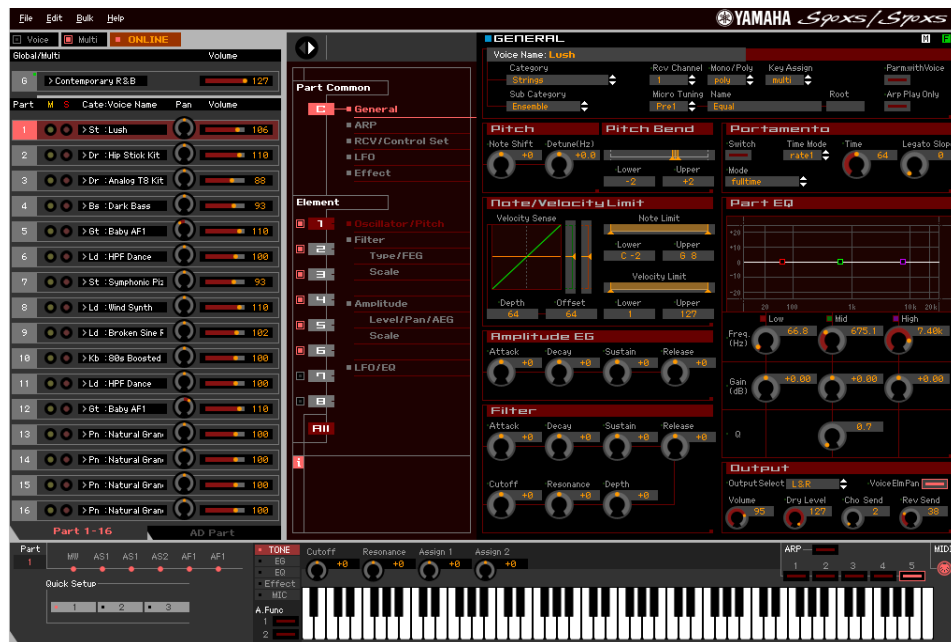 File Edit Bulk Help
YAMAHA S90XS/S70XS
Voice Multi ONLINE
Global/Multi Volume
G Contemporary R&B 127
Part M S Cate:Voice Name Pan Volume
1 St :Lush 106
2 Dr :Hip Stick Kit 110
3 Dr :Analog T8 Kit 88
4 Bs :Dark Bass 93
5 Gt :Baby AF1 110
6 Ld :HPF Dance 100
7 St :Symphonic Piz 93
8 Ld :Wind Synth 110
9 Ld :Broken Sine 102
10 Kb :80s Boosted 100
11 Ld :HPF Dance 100
12 Gt :Baby AF1 110
13 Pn :Natural Gran 100
14 Pn :Natural Gran 100
15 Pn :Natural Gran 100
16 Pn :Natural Gran 100
Part 1-16 AD Part
Part Common
C General
ARP
RCV/Control Set
LFO
Effect
Element
1 Oscillator/Pitch
2 Filter
Type/FEG
3 Scale
4 Amplitude
5 Level/Pan/AEG
Scale
6
7 LFO/EQ
8
All
i
GENERAL M F
Voice Name: Lush
Category Rcv Channel Mono/Poly Key Assign ParmwithVoice
Strings 1 poly multi
Sub Category Micro Tuning Name Root Arp Play Only
Ensemble Pre1 Equal
Pitch Pitch Bend
Note Shift Detune(Hz)
+0 +0.0
Lower Upper
-2 +2
Portamento
Switch Time Mode Time Legato Slop
rate1 64 0
Mode
fulltime
Note/Velocity Limit
Velocity Sense Note Limit
Lower Upper
C -2 G 8
Velocity Limit
Depth Offset Lower Upper
64 64 1 127
Part EQ
+20
+10
0
-10
-20
20 100 1k 10k 20k
Low Mid High
Freq. (Hz) 66.8 675.1 7.40k
Gain (dB) +0.00 +0.00 +0.00
Q 0.7
Amplitude EG
Attack Decay Sustain Release
+0 +0 +0 +0
Filter
Attack Decay Sustain Release
+0 +0 +0 +0
Cutoff Resonance Depth
+0 +0 +0
Output
Output Select L&R Voice Elm Pan
Volume Dry Level Cho Send Rev Send
95 127 2 38
Part
1
MW AS1 AS1 AS2 AF1 AF1
Quick Setup
1 2 3
TONE
EG
EQ
Effect
MIC
A.Func
1
2
Cutoff Resonance Assign 1 Assign 2
+0 +0 +0 +0
ARP
1 2 3 4 5
MIDI